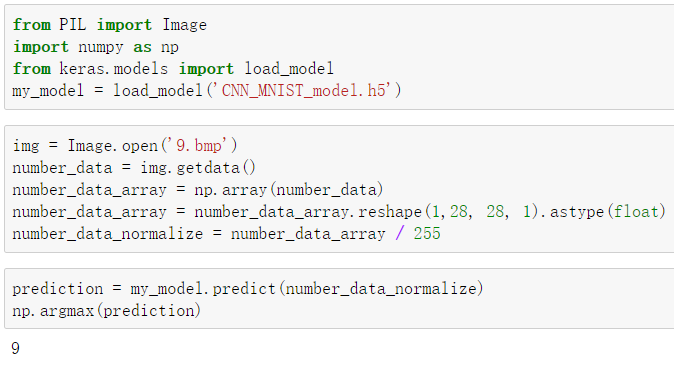 from PIL import Image
import numpy as np
from keras.models import load_model
my_model = load_model('CNN_MNIST_model.h5')
img = Image.open('9.bmp')
number_data = img.getdata()
number_data_array = np.array(number_data)
number_data_array = number_data_array.reshape(1,28, 28, 1).astype(float)
number_data_normalize = number_data_array / 255
prediction = my_model.predict(number_data_normalize)
np.argmax(prediction)
9